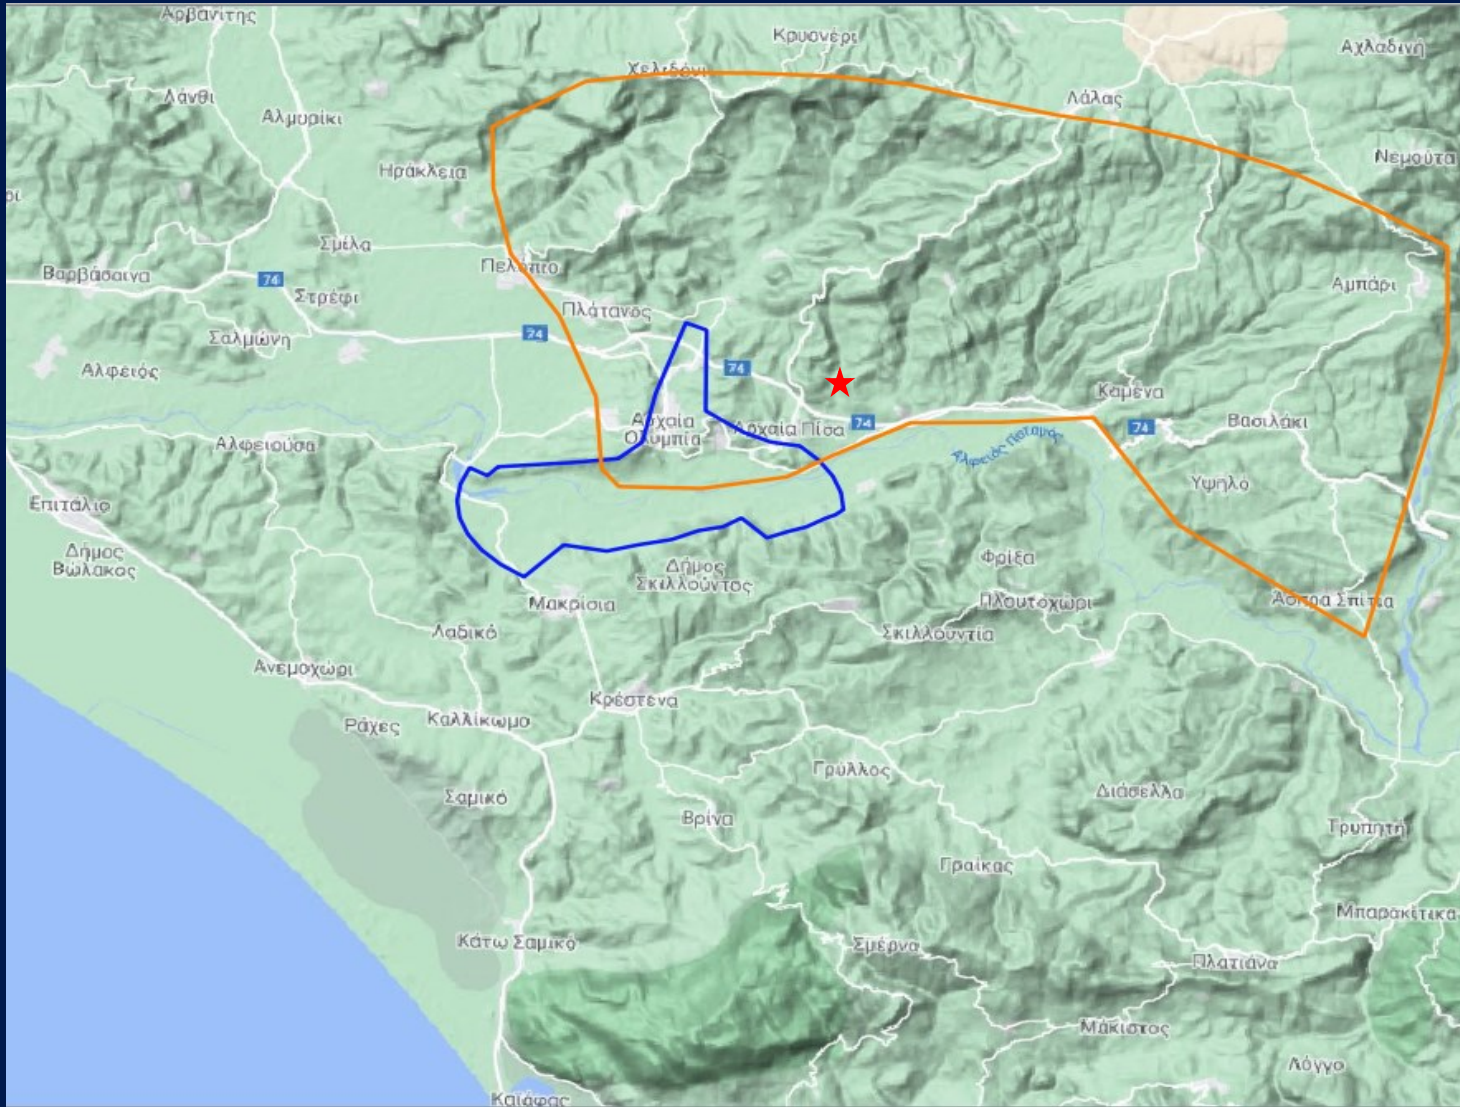 Αρβανίτης
Κρυονέρι
Αχλαδινή
Χελιδόνι
Λάνθι
Λάλας
Αλμυρίκι
Νεμούτα
Ηράκλεια
Σμίλα
Πελόπιο
Βαρβάσαινα
74
Αμπάρι
Στρέφι
Πλάτανος
74
Σαλμώνη
74
Αλφειός
Καμένα
Αρχαία
Ολυμπία
Αρχαία Πίσα
74
74
Βασιλάκι
Αλφειούσα
Αλφειός Ποταμός
Υψηλό
Επιτάλιο
Δήμος
Βώλακος
Φρίξα
Δήμος
Σκιλλούντος
Μακρίσια
Πλουτοχώρι
Άσπρα Σπίτια
Λαδικό
Σκιλλουντία
Ανεμοχώρι
Κρέστενα
Ράχες
Καλλίκωμο
Γρύλλος
Σαμικό
Διάσελλα
Βρίνα
Τρυπητή
Γραίκας
Μπαρακίτικα
Κάτω Σαμικό
Σμέρνα
Πλατιάνα
Μάκιστος
Λόγγο
Καϊάφας